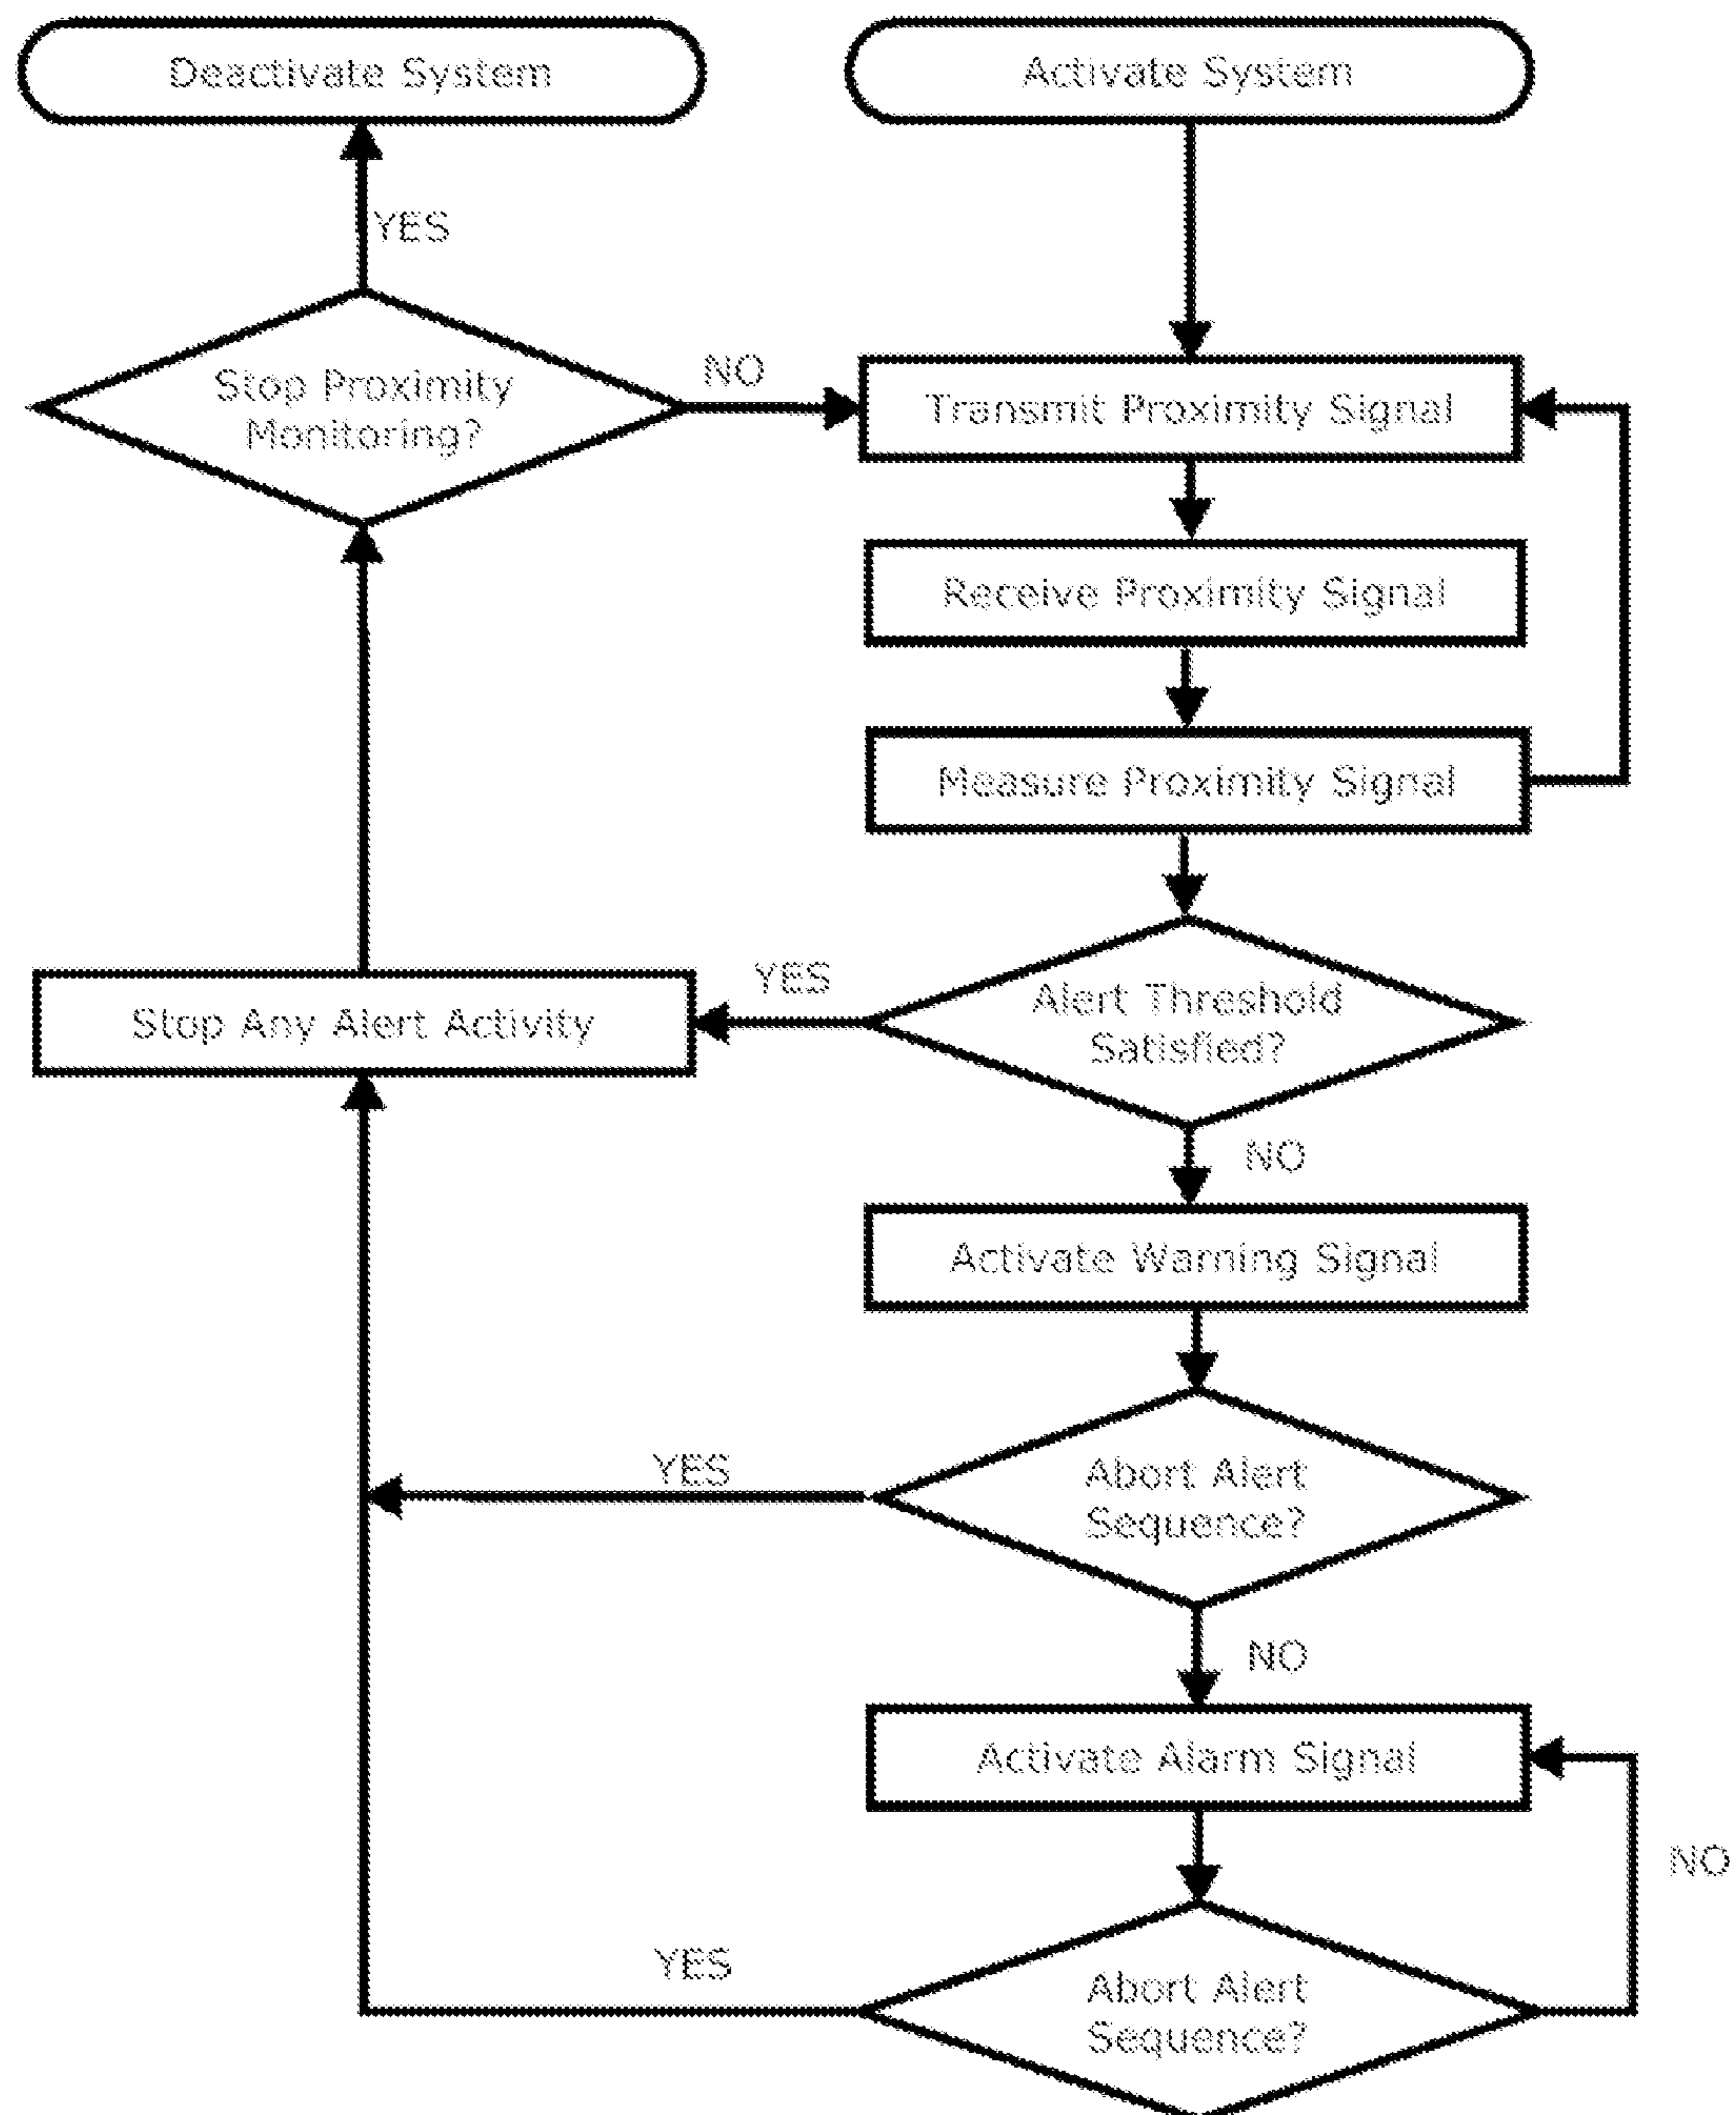 Deactivate System
Activate System
YES
Stop Proximity
Monitoring?
NO
Transmit Proximity Signal
Receive Proximity Signal
Measure Proximity Signal
Stop Any Alert Activity
YES
Alert Threshold
Satisfied?
NO
Activate Warning Signal
YES
Abort Alert
Sequence?
NO
Activate Alarm Signal
NO
YES
Abort Alert
Sequence?